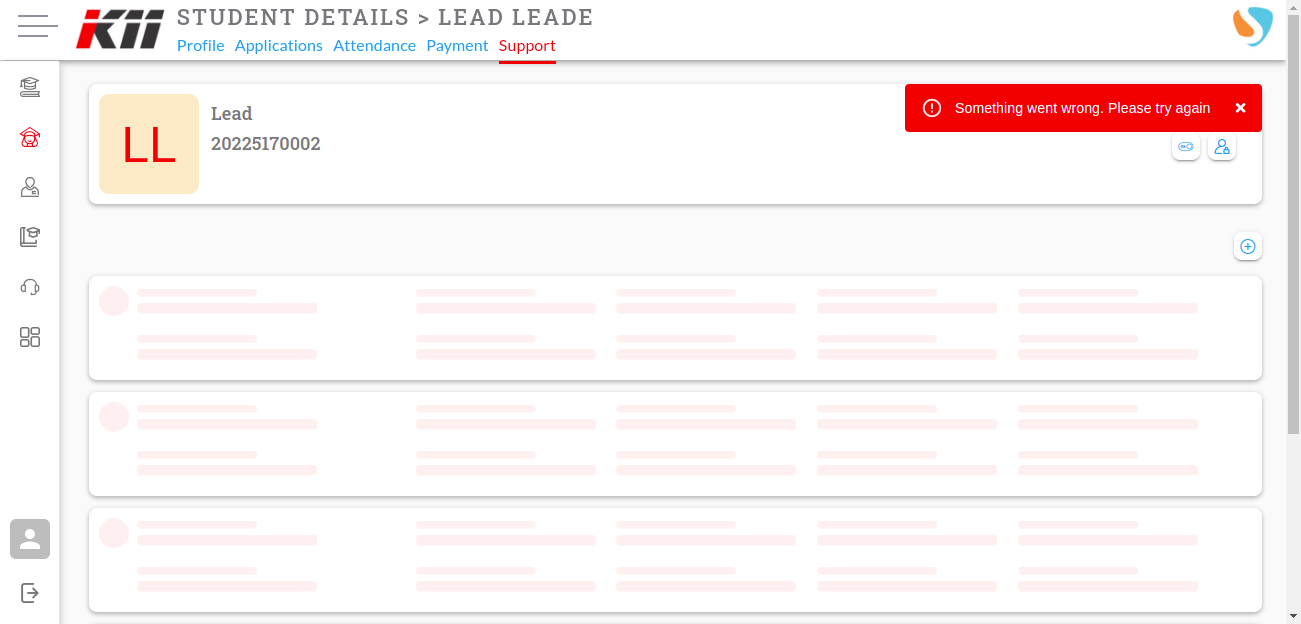 KII
STUDENT DETAILS > LEAD LEADE
Profile Applications Attendance Payment Support
LL
Lead
20225170002
Something went wrong. Please try again